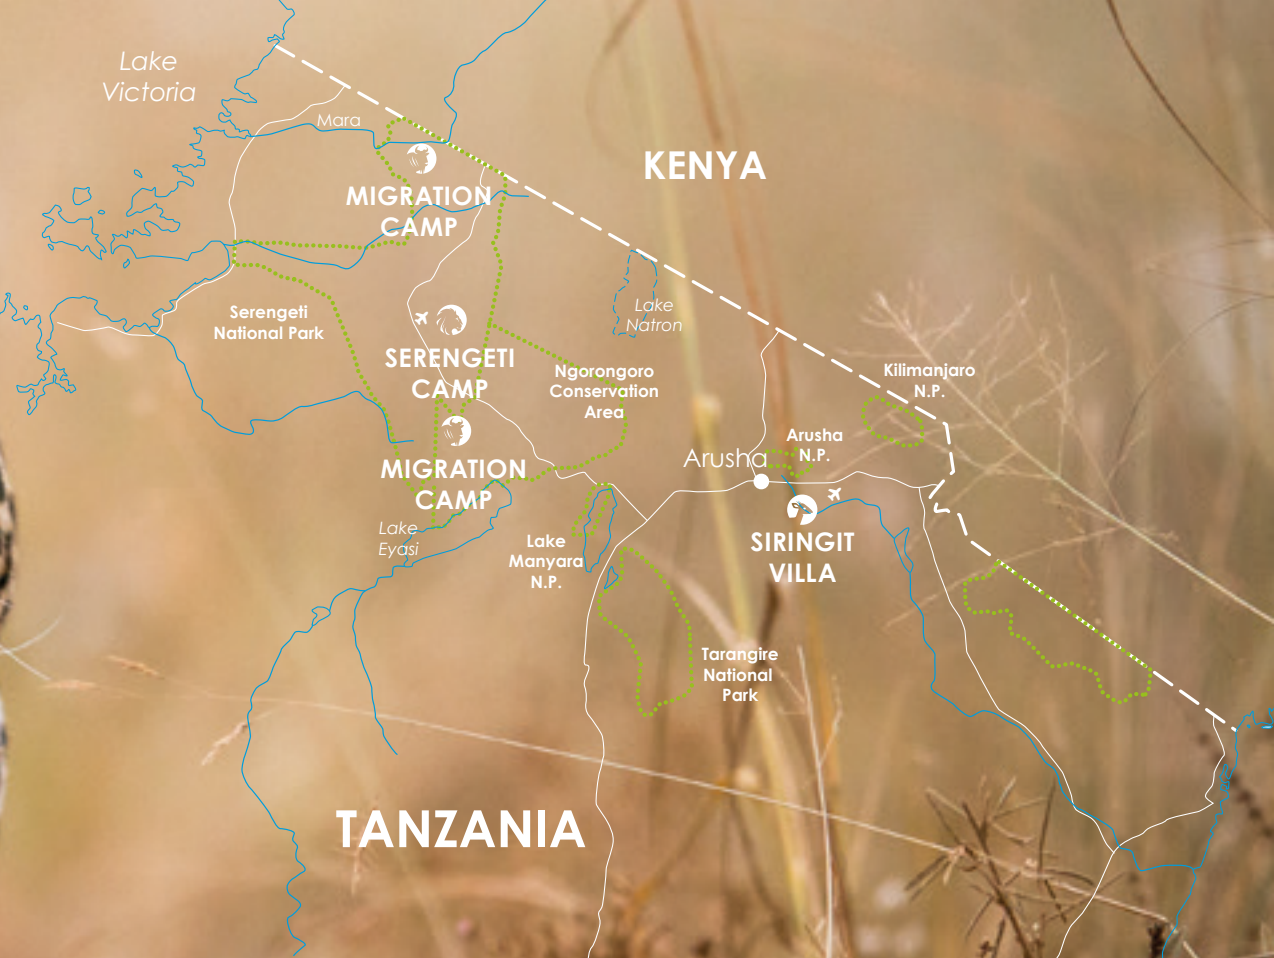 Lake
Victoria
Mara
KENYA
MIGRATION
CAMP
Serengeti
National Park
Lake
Natron
SERENGETI
CAMP
Ngorongoro
Conservation
Area
Kilimanjaro
N.P.
Arusha
N.P.
Arusha
MIGRATION
CAMP
Lake
Eyasi
Lake
Manyara
N.P.
SIRINGIT
VILLA
Tarangire
National
Park
TANZANIA